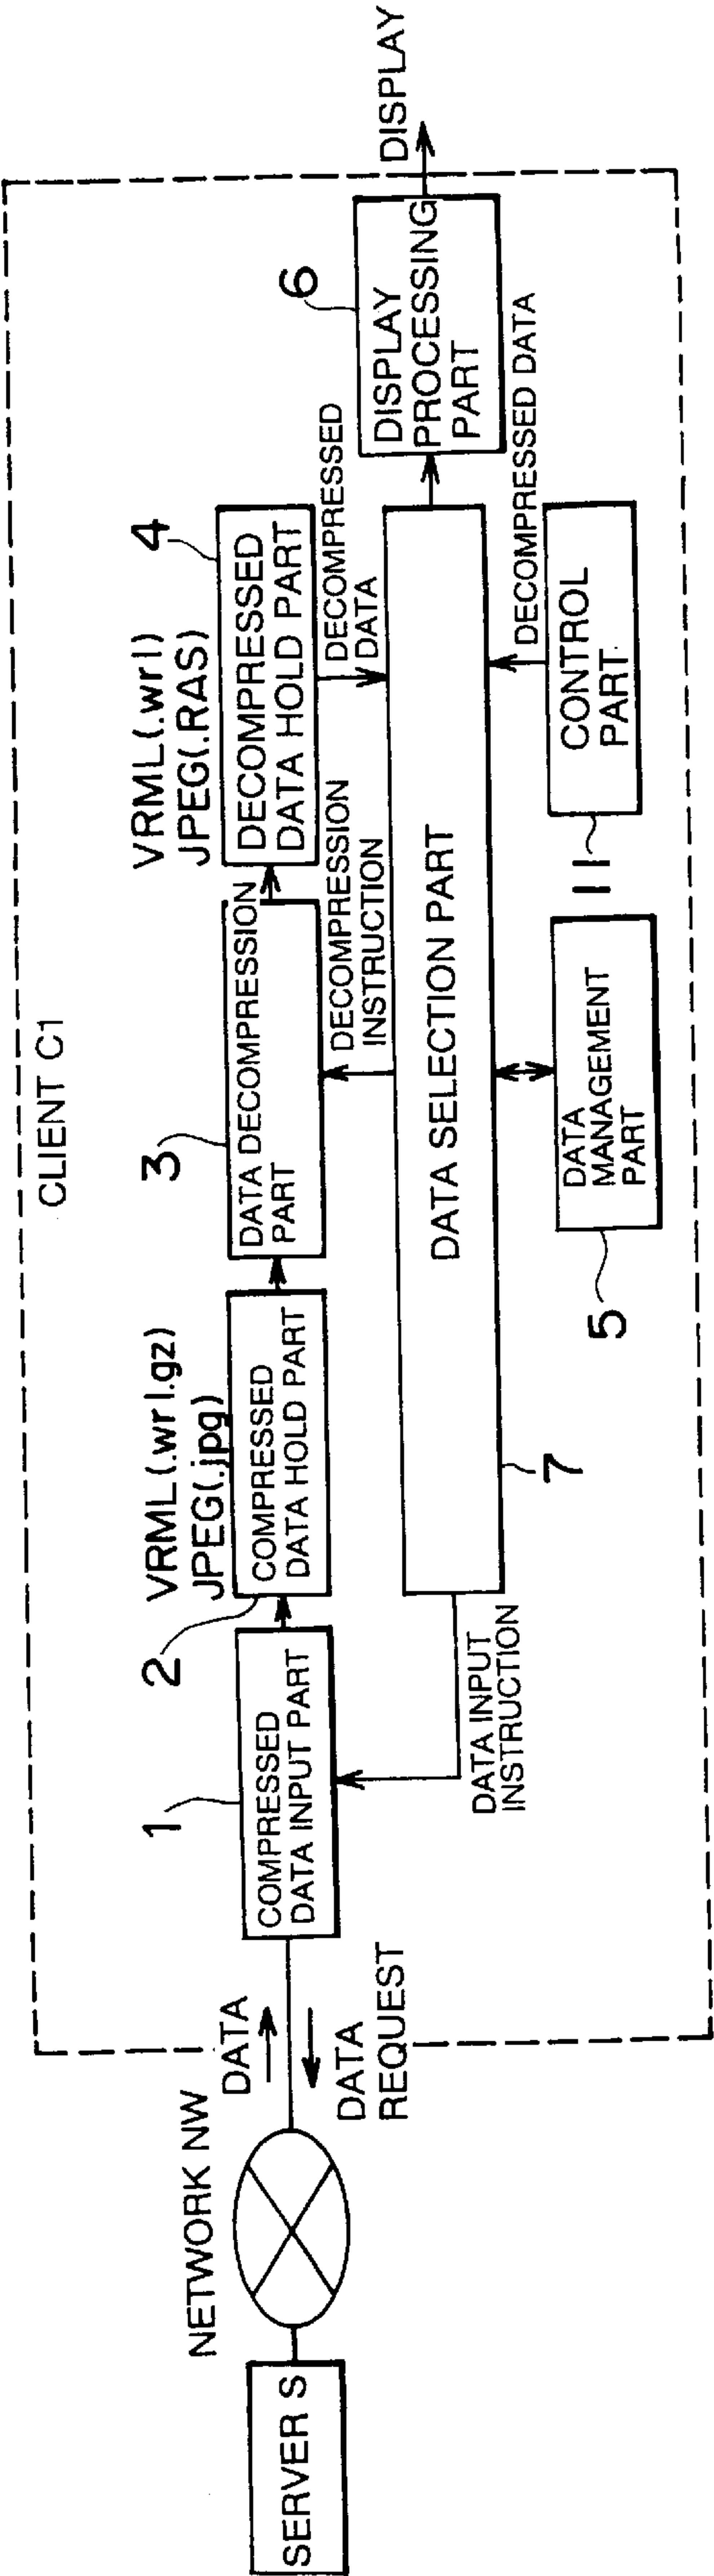 CLIENT C1
SERVER S
NETWORK NW
DATA
DATA
REQUEST
1
COMPRESSED
DATA INPUT PART
2
VRML(.wrl.gz)
JPEG(.jpg)
COMPRESSED
DATA HOLD PART
3
DATA DECOMPRESSION
PART
VRML(.wrl)
JPEG(.RAS)
4
DECOMPRESSED
DATA HOLD PART
DECOMPRESSION
INSTRUCTION
DECOMPRESSED
DATA
6
DISPLAY
PROCESSING
PART
DISPLAY
DATA INPUT
INSTRUCTION
DATA SELECTION PART
7
5
DATA
MANAGEMENT
PART
11
CONTROL
PART
DECOMPRESSED DATA